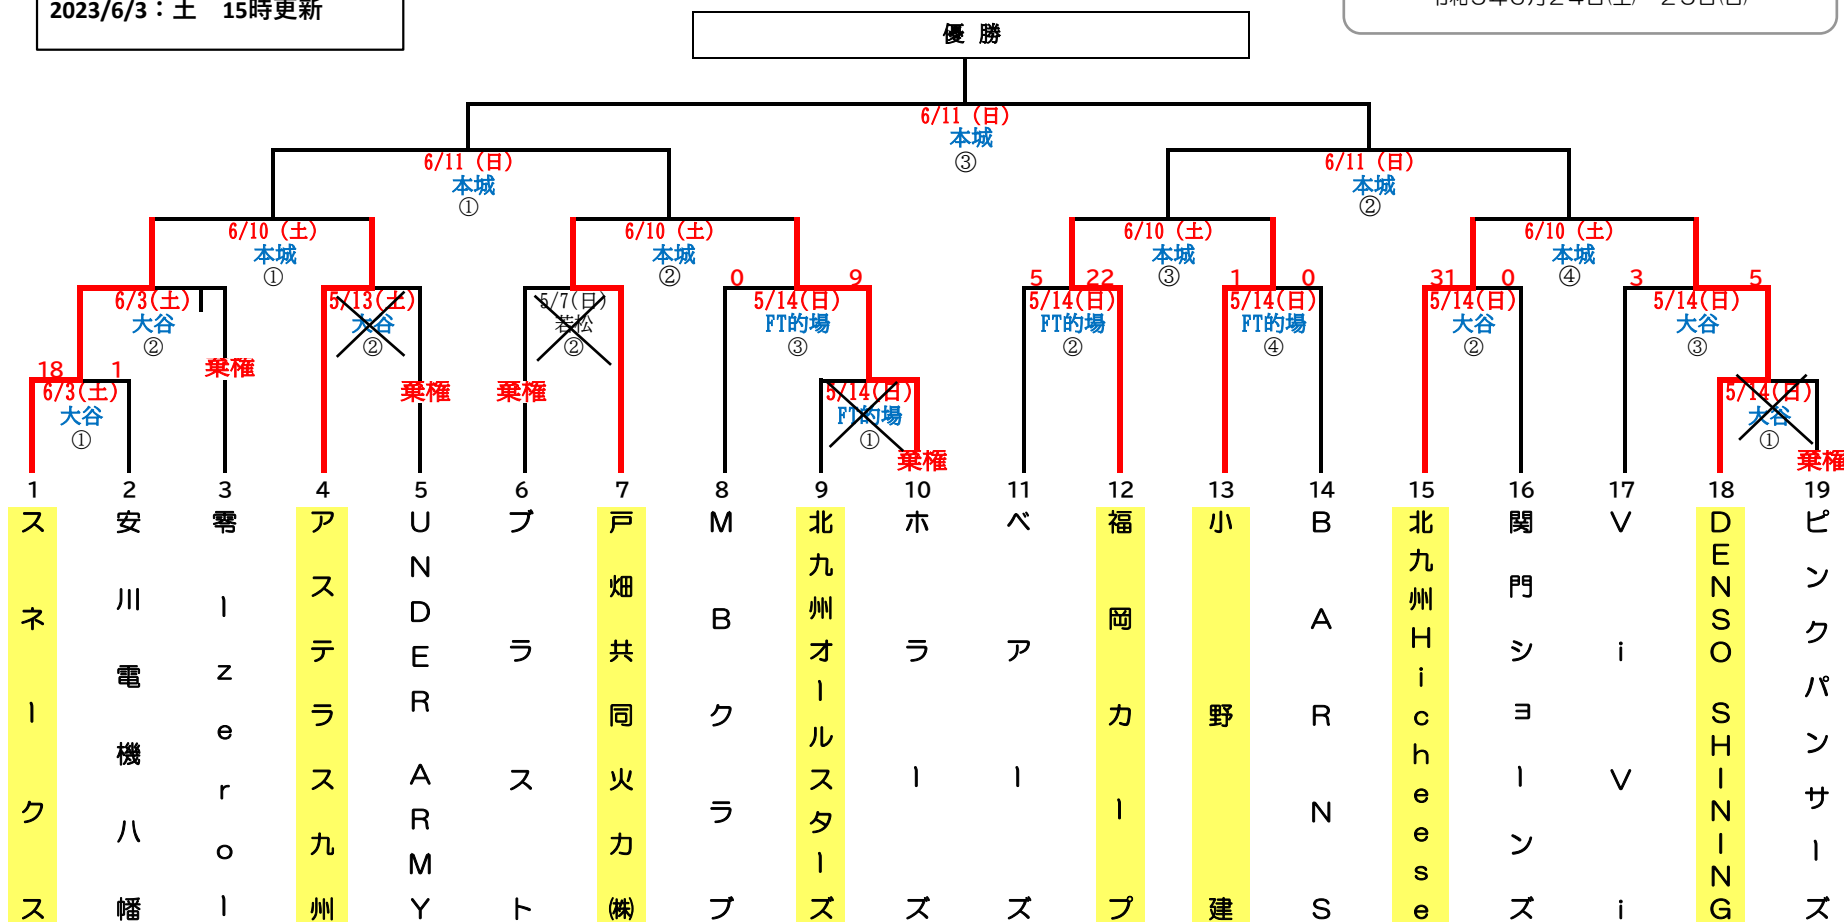 2023/6/3：土　15時更新
優 勝
6/11 (日)
本城
③
6/11 (日)
本城
①
6/11 (日)
本城
②
6/10 (土)
本城
①
6/10 (土)
本城
②
6/10 (土)
本城
③
6/10 (土)
本城
④
6/3(土)
大谷
②
5/13(土)
大谷
②
5/7(日)
若松
②
0 9
5/14(日)
FT的場
③
5 22
5/14(日)
FT的場
②
1 0
5/14(日)
FT的場
④
31 0
5/14(日)
大谷
②
3 5
5/14(日)
大谷
③
18 1
6/3(土)
大谷
①
棄権
棄権
棄権
5/14(日)
FT的場
①
棄権
5/14(日)
大谷
①
棄権
1 スネークス
2 安川電機八幡
3 零ーzeroー
4 アステラス九州
5 UNDER ARMY
6 ブラスト
7 戸畑共同火力㈱
8 MBクラブ
9 北九州オールスターズ
10 ホラーズ
11 ベアーズ
12 福岡カープ
13 小野建
14 BARNS
15 北九州Hicheese
16 関門ションーンズ
17 ViVi
18 DENSO SHINING
19 ピンクパンサーズ